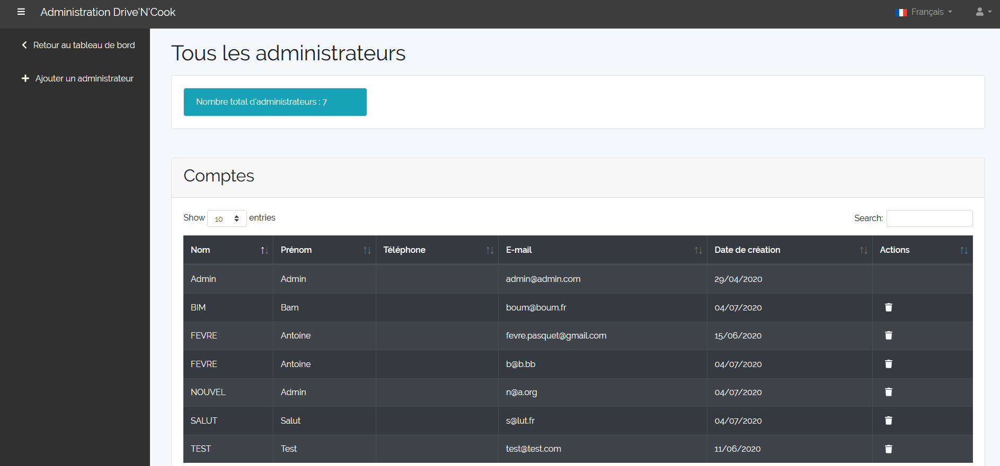 Administration Drive'N'Cook
Français
Retour au tableau de bord
Ajouter un administrateur
Tous les administrateurs
Nombre total d'administrateurs : 7
Comptes
Show 10 entries
Search:
Nom Prénom Téléphone E-mail Date de création Actions
Admin Admin admin@admin.com 29/04/2020
BIM Bam boum@boum.fr 04/07/2020
FEVRE Antoine fevre.pasquet@gmail.com 15/06/2020
FEVRE Antoine b@b.bb 04/07/2020
NOUVEL Admin n@a.org 04/07/2020
SALUT Salut s@lut.fr 04/07/2020
TEST Test test@test.com 11/06/2020